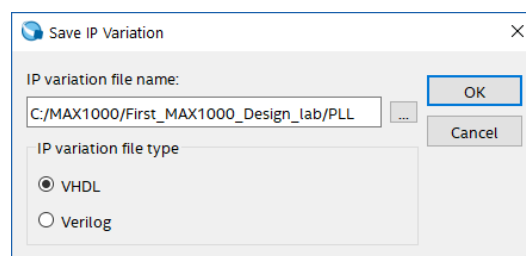 Save IP Variation
IP variation file name:
OK
C:/MAX1000/First_MAX1000_Design_lab/PLL
...
Cancel
IP variation file type
VHDL
Verilog